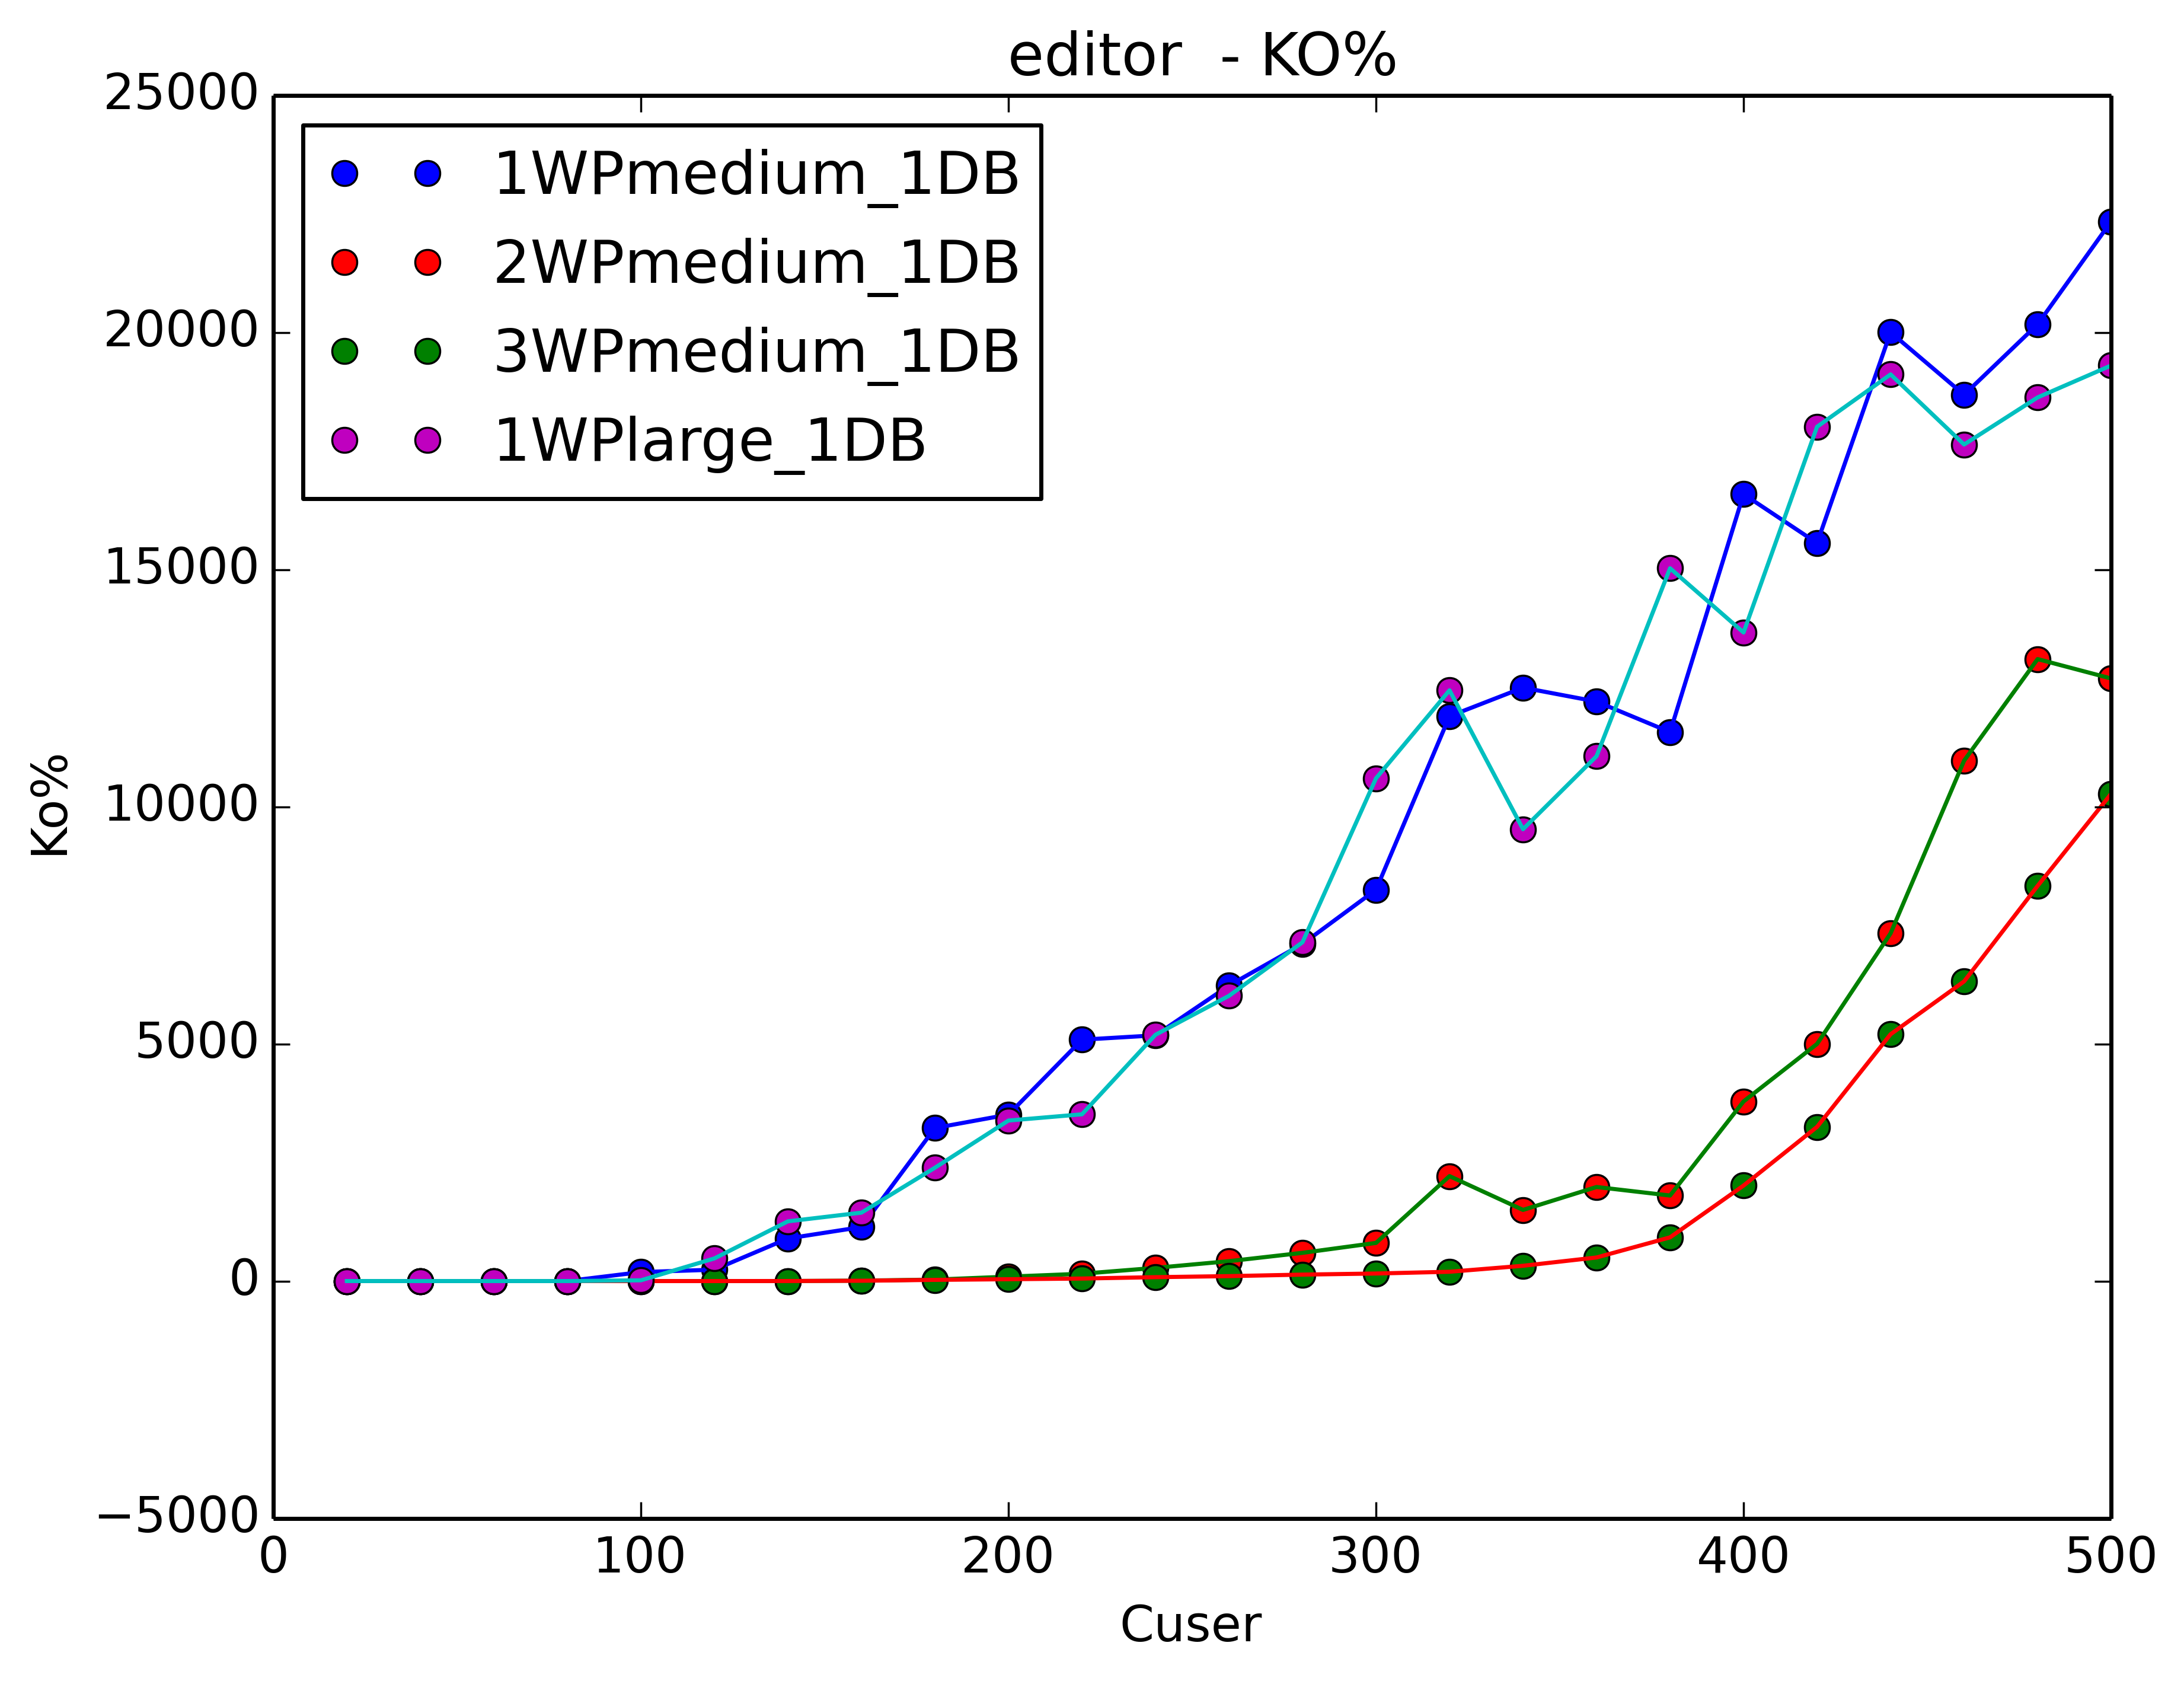 editor - KO%
25000
20000
15000
10000
5000
0
−5000
Ko%
1WPmedium_1DB
2WPmedium_1DB
3WPmedium_1DB
1WPlarge_1DB
0 100 200 300 400 500
Cuser